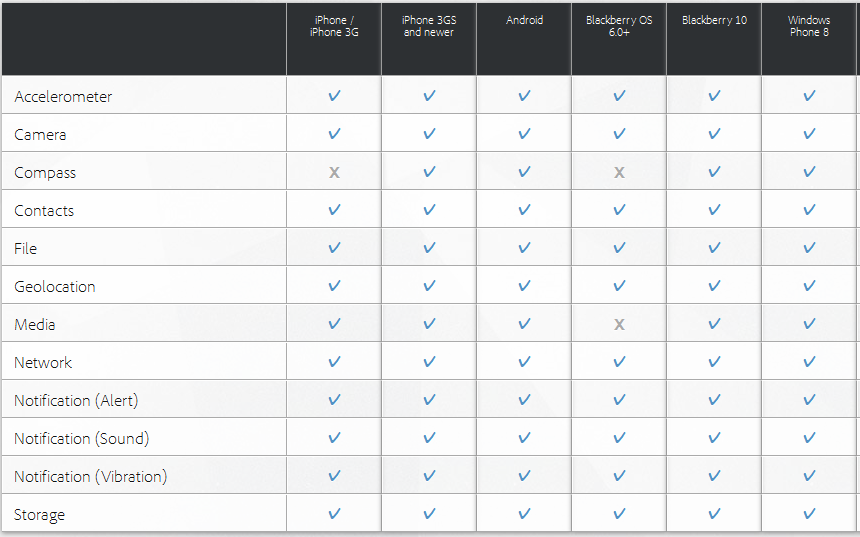 iPhone / iPhone 3G
iPhone 3GS and newer
Android
Blackberry OS 6.0+
Blackberry 10
Windows Phone 8
Accelerometer ✓ ✓ ✓ ✓ ✓ ✓
Camera ✓ ✓ ✓ ✓ ✓ ✓
Compass X ✓ ✓ X ✓ ✓
Contacts ✓ ✓ ✓ ✓ ✓ ✓
File ✓ ✓ ✓ ✓ ✓ ✓
Geolocation ✓ ✓ ✓ ✓ ✓ ✓
Media ✓ ✓ ✓ X ✓ ✓
Network ✓ ✓ ✓ ✓ ✓ ✓
Notification (Alert) ✓ ✓ ✓ ✓ ✓ ✓
Notification (Sound) ✓ ✓ ✓ ✓ ✓ ✓
Notification (Vibration) ✓ ✓ ✓ ✓ ✓ ✓
Storage ✓ ✓ ✓ ✓ ✓ ✓